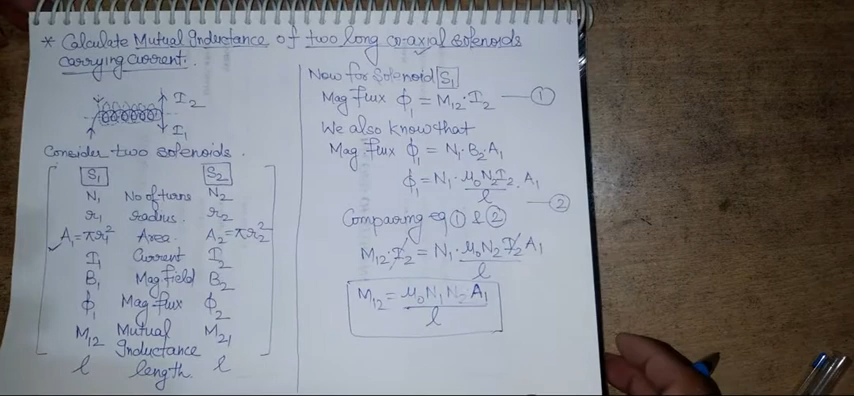 * Calculate Mutual Inductance of two long co-axial solenoids
carrying current.
I₂
I₁
Consider two solenoids.
S₁ S₂
N₁ No of turns N₂
r₁ radius. r₂
A₁=πr₁² Area. A₂=πr₂²
I₁ Current I₂
B₁ Mag field B₂
ϕ₁ Mag flux ϕ₂
M₁₂ Mutual M₂₁
Inductance
l length. l
Now for Solenoid S₁
Mag flux ϕ₁ = M₁₂·I₂ — ①
We also know that
Mag flux ϕ₁ = N₁·B₂·A₁
ϕ₁ = N₁·μ₀N₂I₂/l·A₁ — ②
Comparing eq ① & ②
M₁₂·I₂ = N₁·μ₀N₂I₂A₁/l
M₁₂ = μ₀N₁N₂A₁/l